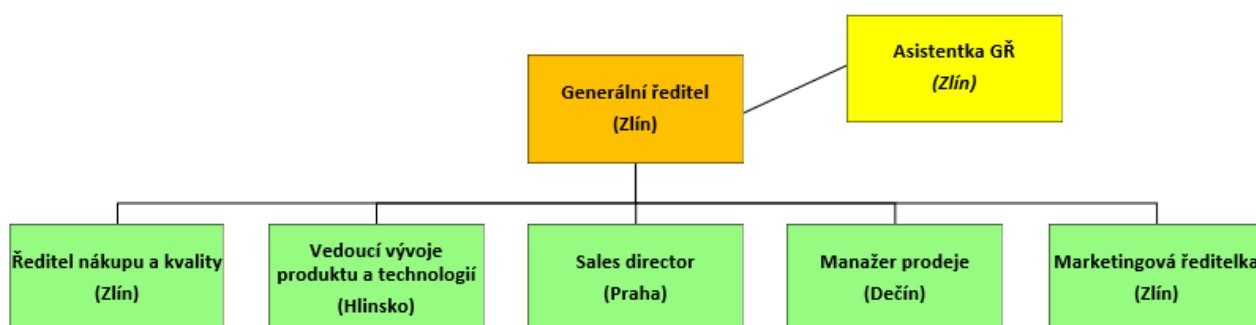 Asistentka GŘ
(Zlín)
Generální ředitel
(Zlín)
Ředitel nákupu a kvality
(Zlín)
Vedoucí vývoje
produktu a technologií
(Hlinsko)
Sales director
(Praha)
Manažer prodeje
(Dečín)
Marketingová ředitelka
(Zlín)